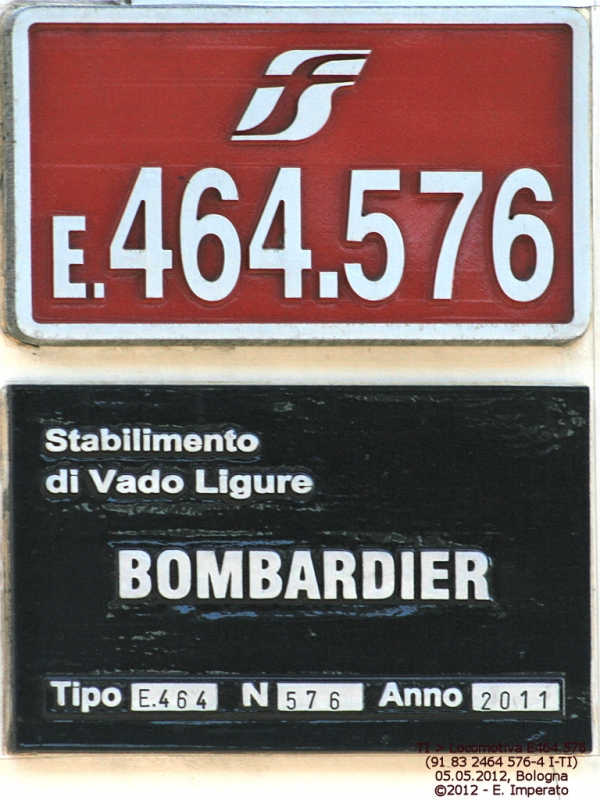 E.464.576
Stabilimento
di Vado Ligure
BOMBARDIER
Tipo E.464 N 576 Anno 2011
TI > Locomotiva E464.576
(91 83 2464 576-4 I-TI)
05.05.2012, Bologna
©2012 - E. Imperato